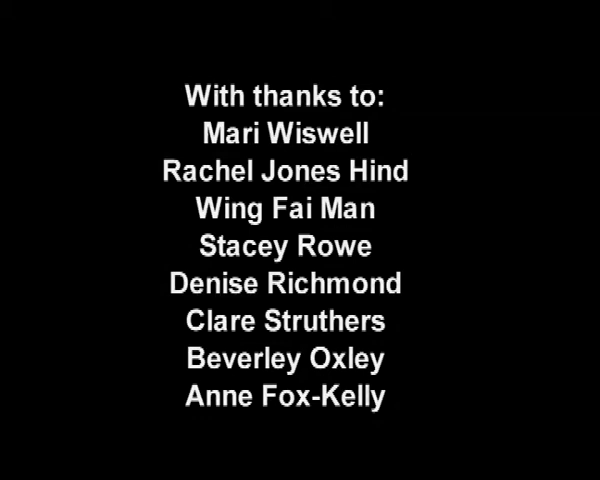 With thanks to:
Mari Wiswell
Rachel Jones Hind
Wing Fai Man
Stacey Rowe
Denise Richmond
Clare Struthers
Beverley Oxley
Anne Fox-Kelly